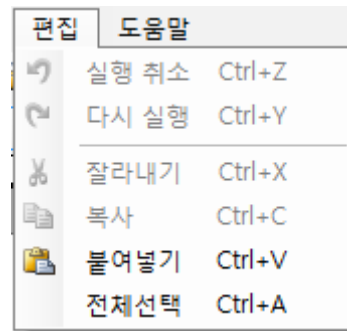 편집 도움말
실행 취소 Ctrl+Z
다시 실행 Ctrl+Y
잘라내기 Ctrl+X
복사 Ctrl+C
붙여넣기 Ctrl+V
전체선택 Ctrl+A